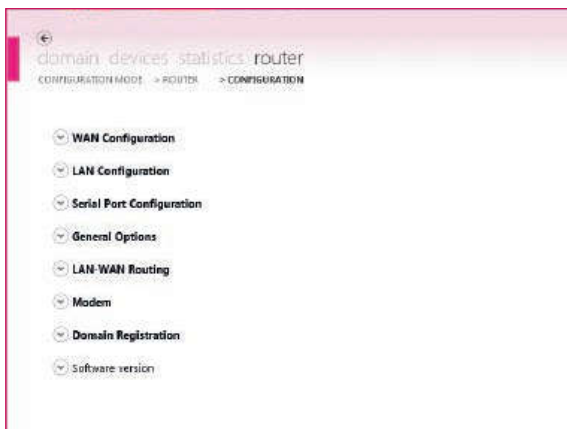 domain devices statistics router
CONFIGURATION MODE > ROUTER > CONFIGURATION
WAN Configuration
LAN Configuration
Serial Port Configuration
General Options
LAN-WAN Routing
Modem
Domain Registration
Software version